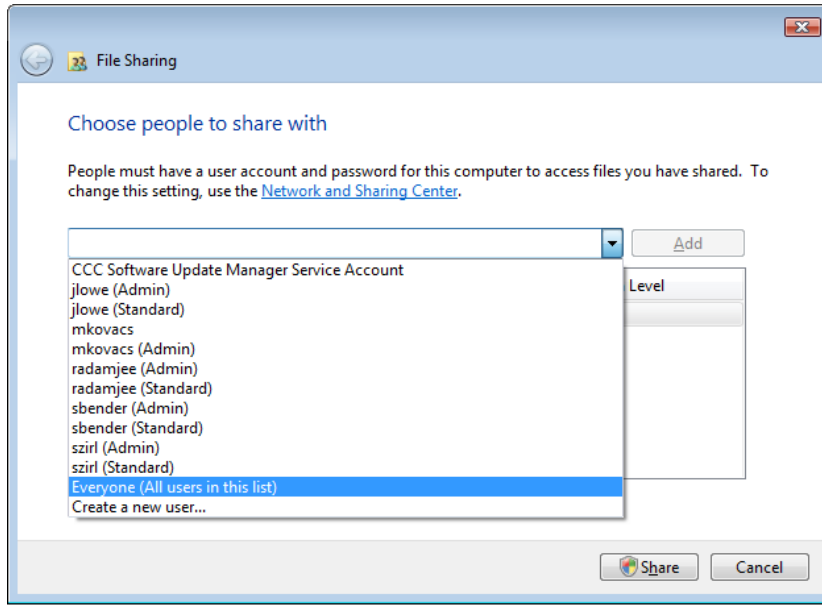 File Sharing
Choose people to share with
People must have a user account and password for this computer to access files you have shared. To
change this setting, use the Network and Sharing Center.
Add
CCC Software Update Manager Service Account
jlowe (Admin)
Level
jlowe (Standard)
mkovacs
mkovacs (Admin)
radamjee (Admin)
radamjee (Standard)
sbender (Admin)
sbender (Standard)
szirl (Admin)
szirl (Standard)
Everyone (All users in this list)
Create a new user...
Share
Cancel